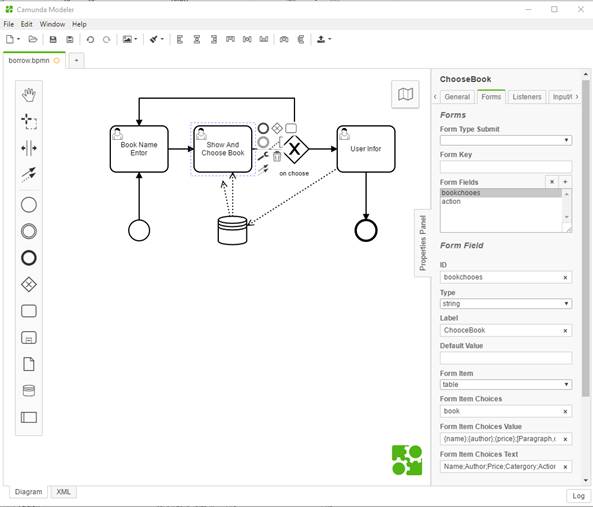 Camunda Modeler
File Edit Window Help
borrow.bpmn
+
Book Name
Entor
Show And
Choose Book
on choose
User Infor
Properties Panel
ChooseBook
General Forms Listeners Input/
Forms
Form Type Submit
Form Key
Form Fields
× +
bookchooes
action
Form Field
ID
bookchooes ×
Type
string
Label
ChooceBook ×
Default Value
Form Item
table
Form Item Choices
book ×
Form Item Choices Value
{name};{author};{price};[Paragraph, ×
Form Item Choices Text
Name;Author;Price;Catergory;Action ×
Diagram XML
Log